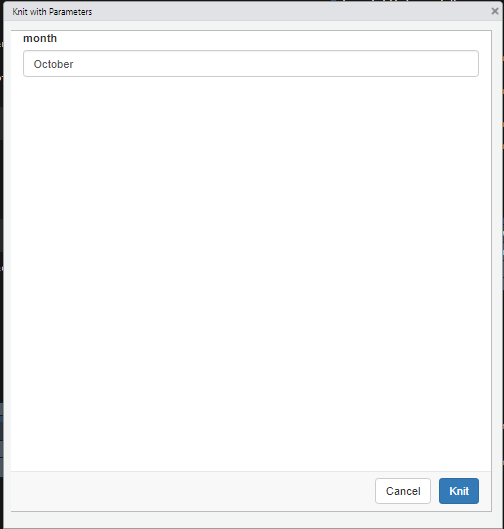 Knit with Parameters
month
October
Cancel
Knit